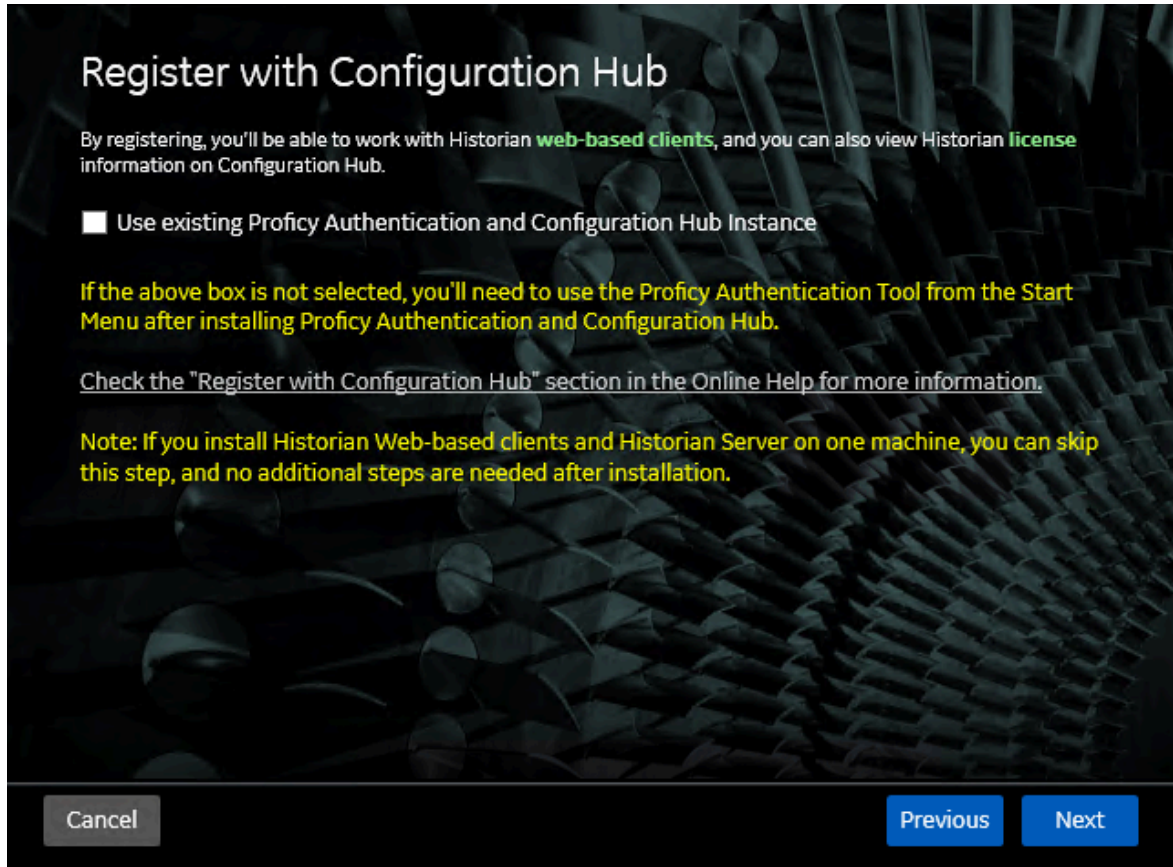 Register with Configuration Hub
By registering, you'll be able to work with Historian web-based clients, and you can also view Historian license
information on Configuration Hub.
Use existing Proficy Authentication and Configuration Hub Instance
If the above box is not selected, you'll need to use the Proficy Authentication Tool from the Start
Menu after installing Proficy Authentication and Configuration Hub.
Check the "Register with Configuration Hub" section in the Online Help for more information.
Note: If you install Historian Web-based clients and Historian Server on one machine, you can skip
this step, and no additional steps are needed after installation.
Cancel Previous Next